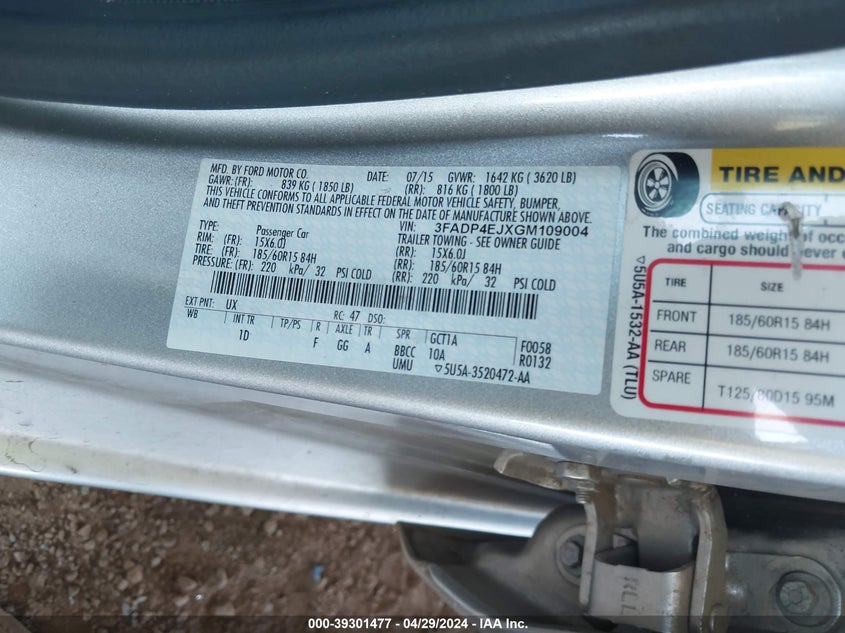 MFD. BY FORD MOTOR CO.
DATE: 07/15 GVWR: 1642 KG ( 3620 LB)
GAWR:(FR): 839 KG ( 1850 LB) (RR): 816 KG ( 1800 LB)
THIS VEHICLE CONFORMS TO ALL APPLICABLE FEDERAL MOTOR VEHICLE SAFETY, BUMPER,
AND THEFT PREVENTION STANDARDS IN EFFECT ON THE DATE OF MANUFACTURE SHOWN ABOVE.
VIN: 3FADP4EJXGM109004
TYPE: Passenger Car TRAILER TOWING - SEE OWNER GUIDE
RIM: (FR): 15X6.0J (RR): 15X6.0J
TIRE: (FR): 185/60R15 84H (RR): 185/60R15 84H
PRESSURE: (FR): 220 kPa/ 32 PSI COLD (RR): 220 kPa/ 32 PSI COLD
EXT PNT: UX RC: 47 DSO:
WB INT TR TP/PS R AXLE TR SPR GCT1A F0058
1D F GG A BBCC 10A R0132
UMU ▽5U5A-3520472-AA
TIRE AND
SEATING CAPACITY
The combined weight of occ
and cargo should never e
▽5U5A-1532-AA (TLU)
TIRE SIZE
FRONT 185/60R15 84H
REAR 185/60R15 84H
SPARE T125/80D15 95M
000-39301477 - 04/29/2024 - IAA Inc.